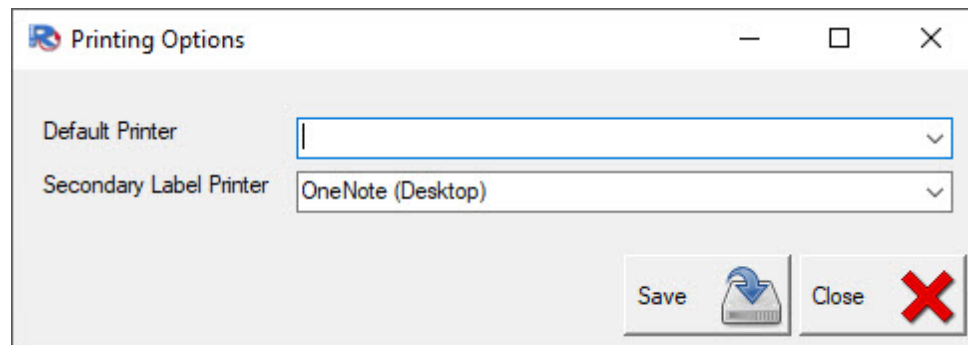 Printing Options
Default Printer
Secondary Label Printer OneNote (Desktop)
Save Close